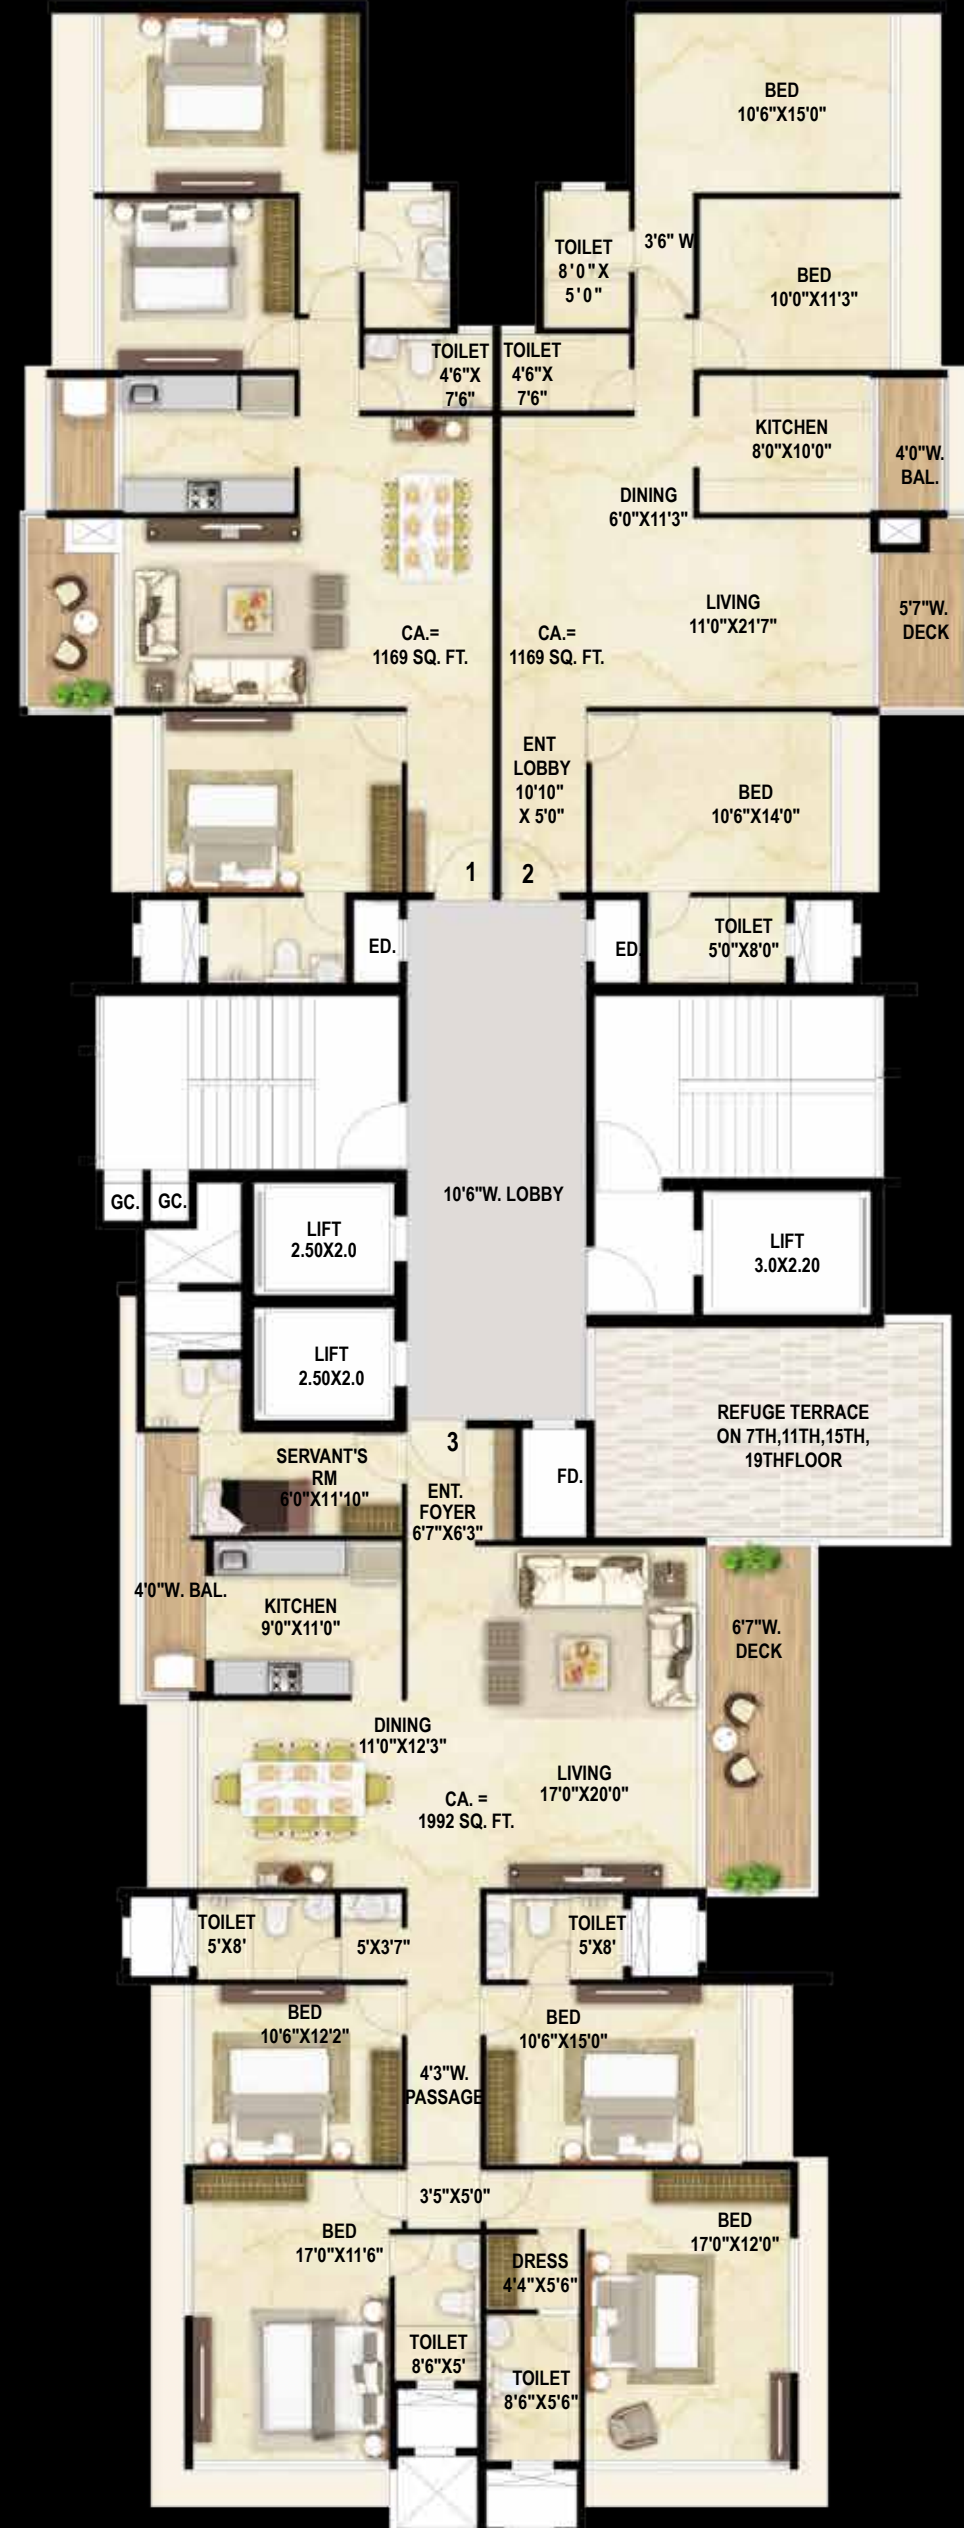 BED
10'6"X15'0"
TOILET
8'0"X
5'0"
3'6" W
BED
10'0"X11'3"
TOILET
4'6"X
7'6"
TOILET
4'6"X
7'6"
KITCHEN
8'0"X10'0"
4'0"W.
BAL.
DINING
6'0"X11'3"
LIVING
11'0"X21'7"
5'7"W.
DECK
CA.=
1169 SQ. FT.
CA.=
1169 SQ. FT.
ENT
LOBBY
10'10"
X 5'0"
BED
10'6"X14'0"
1
2
ED.
ED.
TOILET
5'0"X8'0"
GC.
GC.
10'6"W. LOBBY
LIFT
2.50X2.0
LIFT
3.0X2.20
LIFT
2.50X2.0
REFUGE TERRACE
ON 7TH,11TH,15TH,
19THFLOOR
3
SERVANT'S
RM
6'0"X11'10"
ENT.
FOYER
6'7"X6'3"
FD.
4'0"W. BAL.
KITCHEN
9'0"X11'0"
6'7"W.
DECK
DINING
11'0"X12'3"
LIVING
17'0"X20'0"
CA. =
1992 SQ. FT.
TOILET
5'X8'
5'X3'7"
TOILET
5'X8'
BED
10'6"X12'2"
BED
10'6"X15'0"
4'3"W.
PASSAGE
3'5"X5'0"
BED
17'0"X11'6"
BED
17'0"X12'0"
DRESS
4'4"X5'6"
TOILET
8'6"X5'
TOILET
8'6"X5'6"